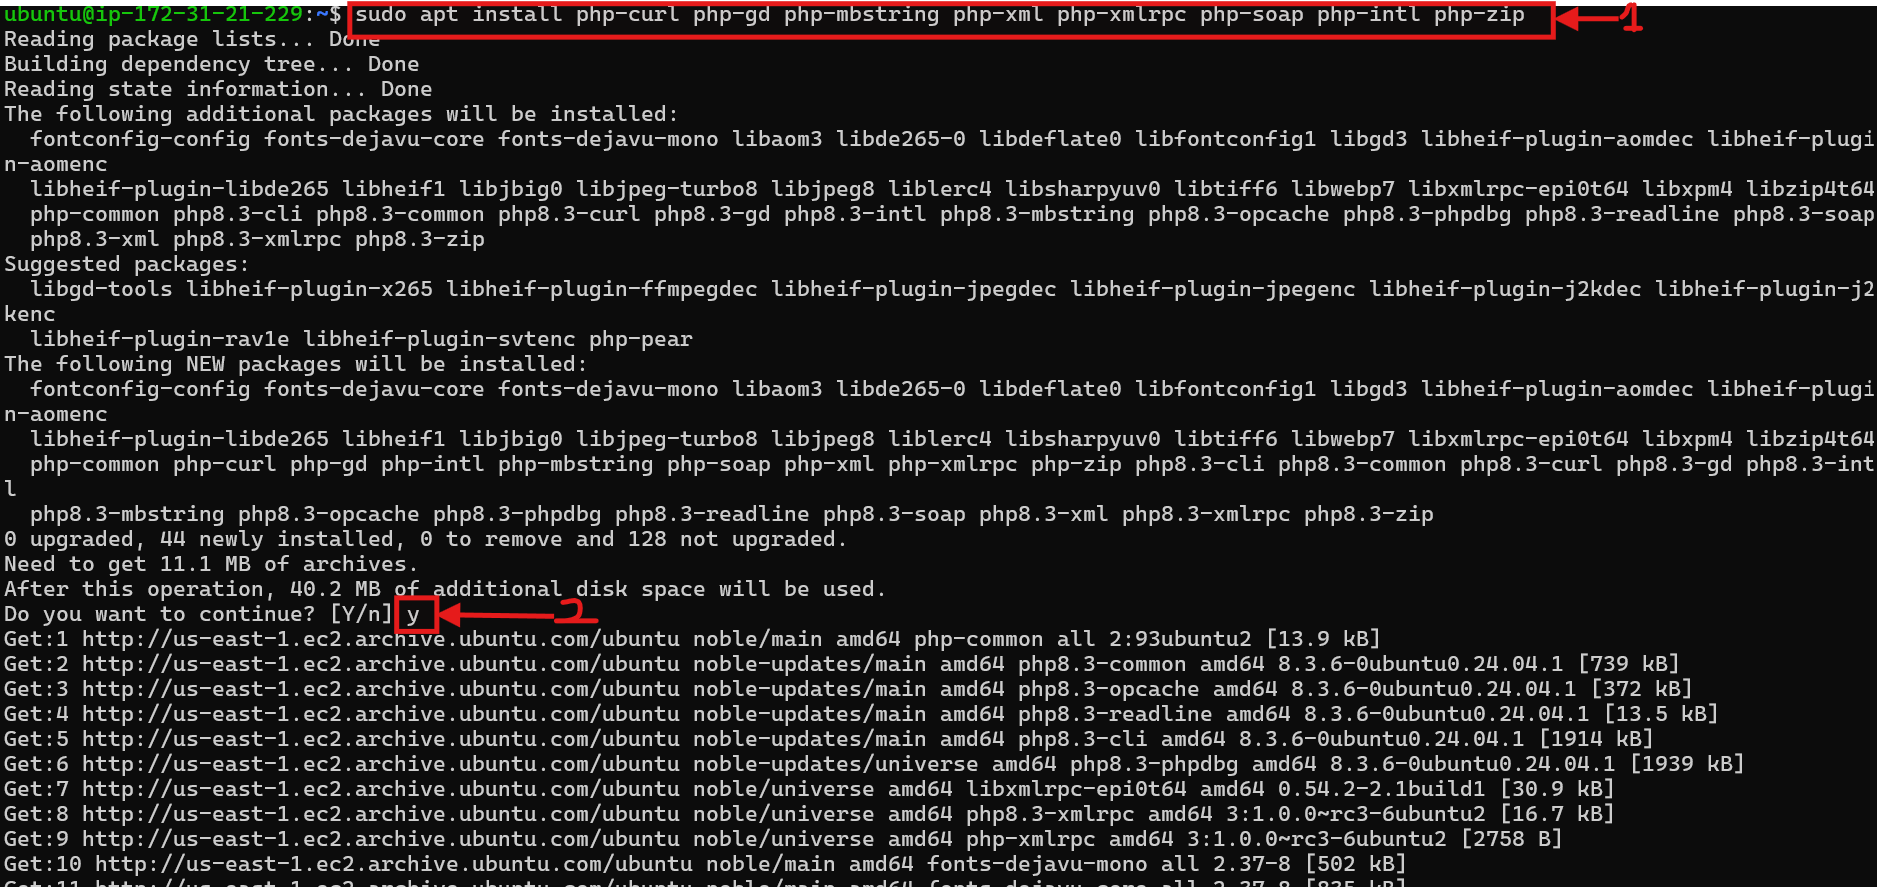 ubuntu@ip-172-31-21-229:~$ sudo apt install php-curl php-gd php-mbstring php-xml php-xmlrpc php-soap php-intl php-zip
1
Reading package lists... Done
Building dependency tree... Done
Reading state information... Done
The following additional packages will be installed:
  fontconfig-config fonts-dejavu-core fonts-dejavu-mono libaom3 libde265-0 libdeflate0 libfontconfig1 libgd3 libheif-plugin-aomdec libheif-plugi
n-aomenc
  libheif-plugin-libde265 libheif1 libjbig0 libjpeg-turbo8 libjpeg8 liblerc4 libsharpyuv0 libtiff6 libwebp7 libxmlrpc-epi0t64 libxpm4 libzip4t64
  php-common php8.3-cli php8.3-common php8.3-curl php8.3-gd php8.3-intl php8.3-mbstring php8.3-opcache php8.3-phpdbg php8.3-readline php8.3-soap
  php8.3-xml php8.3-xmlrpc php8.3-zip
Suggested packages:
  libgd-tools libheif-plugin-x265 libheif-plugin-ffmpegdec libheif-plugin-jpegdec libheif-plugin-jpegenc libheif-plugin-j2kdec libheif-plugin-j2
kenc
  libheif-plugin-rav1e libheif-plugin-svtenc php-pear
The following NEW packages will be installed:
  fontconfig-config fonts-dejavu-core fonts-dejavu-mono libaom3 libde265-0 libdeflate0 libfontconfig1 libgd3 libheif-plugin-aomdec libheif-plugi
n-aomenc
  libheif-plugin-libde265 libheif1 libjbig0 libjpeg-turbo8 libjpeg8 liblerc4 libsharpyuv0 libtiff6 libwebp7 libxmlrpc-epi0t64 libxpm4 libzip4t64
  php-common php-curl php-gd php-intl php-mbstring php-soap php-xml php-xmlrpc php-zip php8.3-cli php8.3-common php8.3-curl php8.3-gd php8.3-int
l
  php8.3-mbstring php8.3-opcache php8.3-phpdbg php8.3-readline php8.3-soap php8.3-xml php8.3-xmlrpc php8.3-zip
0 upgraded, 44 newly installed, 0 to remove and 128 not upgraded.
Need to get 11.1 MB of archives.
After this operation, 40.2 MB of additional disk space will be used.
Do you want to continue? [Y/n] y
2
Get:1 http://us-east-1.ec2.archive.ubuntu.com/ubuntu noble/main amd64 php-common all 2:93ubuntu2 [13.9 kB]
Get:2 http://us-east-1.ec2.archive.ubuntu.com/ubuntu noble-updates/main amd64 php8.3-common amd64 8.3.6-0ubuntu0.24.04.1 [739 kB]
Get:3 http://us-east-1.ec2.archive.ubuntu.com/ubuntu noble-updates/main amd64 php8.3-opcache amd64 8.3.6-0ubuntu0.24.04.1 [372 kB]
Get:4 http://us-east-1.ec2.archive.ubuntu.com/ubuntu noble-updates/main amd64 php8.3-readline amd64 8.3.6-0ubuntu0.24.04.1 [13.5 kB]
Get:5 http://us-east-1.ec2.archive.ubuntu.com/ubuntu noble-updates/main amd64 php8.3-cli amd64 8.3.6-0ubuntu0.24.04.1 [1914 kB]
Get:6 http://us-east-1.ec2.archive.ubuntu.com/ubuntu noble-updates/universe amd64 php8.3-phpdbg amd64 8.3.6-0ubuntu0.24.04.1 [1939 kB]
Get:7 http://us-east-1.ec2.archive.ubuntu.com/ubuntu noble/universe amd64 libxmlrpc-epi0t64 amd64 0.54.2-2.1build1 [30.9 kB]
Get:8 http://us-east-1.ec2.archive.ubuntu.com/ubuntu noble/universe amd64 php8.3-xmlrpc amd64 3:1.0.0~rc3-6ubuntu2 [16.7 kB]
Get:9 http://us-east-1.ec2.archive.ubuntu.com/ubuntu noble/universe amd64 php-xmlrpc amd64 3:1.0.0~rc3-6ubuntu2 [2758 B]
Get:10 http://us-east-1.ec2.archive.ubuntu.com/ubuntu noble/main amd64 fonts-dejavu-mono all 2.37-8 [502 kB]
Get:11 http://us-east-1.ec2.archive.ubuntu.com/ubuntu noble/main amd64 fonts-dejavu-core all 2.37-8 [835 kB]